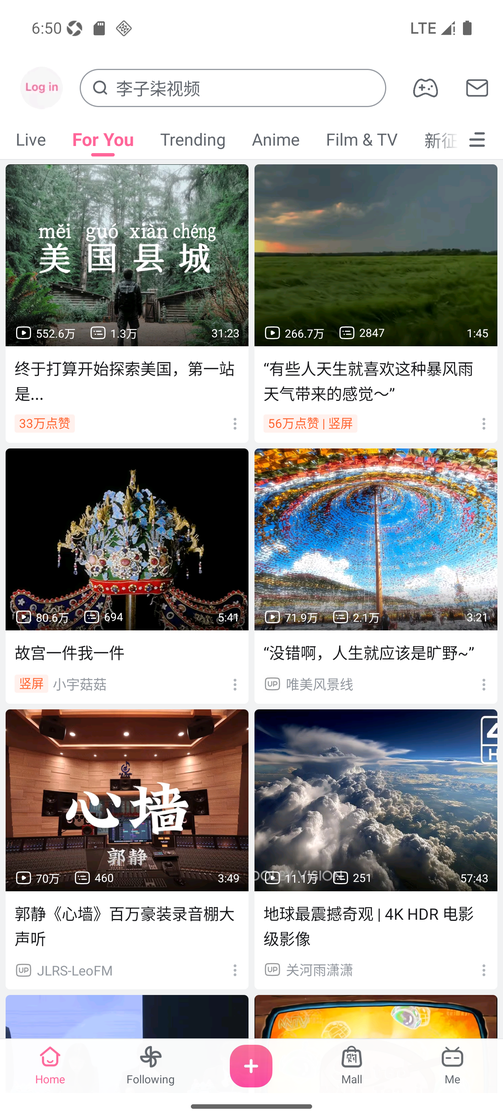 6:50
LTE
Log in
李子柒视频
Live
For You
Trending
Anime
Film & TV
新征
měi guó xiàn chéng
美国县城
552.6万
1.3万
31:23
266.7万
2847
1:45
终于打算开始探索美国，第一站
是...
33万点赞
“有些人天生就喜欢这种暴风雨
天气带来的感觉～”
56万点赞 | 竖屏
80.6万
694
5:41
71.9万
2.1万
3:21
故宫一件我一件
竖屏
小宇菇菇
“没错啊，人生就应该是旷野~”
UP 唯美风景线
心墙
郭静
70万
460
3:49
11.1万
251
57:43
郭静《心墙》百万豪装录音棚大
声听
UP JLRS-LeoFM
地球最震撼奇观 | 4K HDR 电影
级影像
UP 关河雨潇潇
Home
Following
Mall
Me